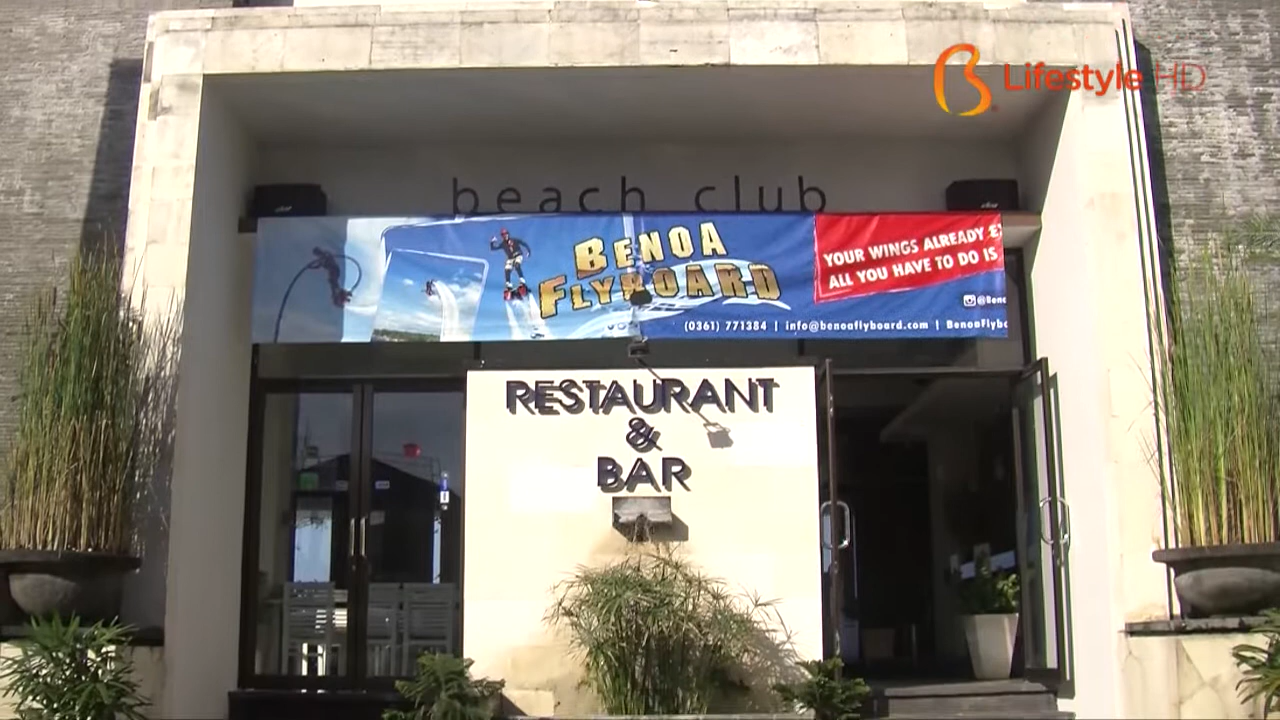 Lifestyle HD
beach club
BENOA
FLYBOARD
YOUR WINGS ALREADY
ALL YOU HAVE TO DO IS
(0361) 771384 | info@benoaflyboard.com | BenoaFlybo
RESTAURANT
&
BAR